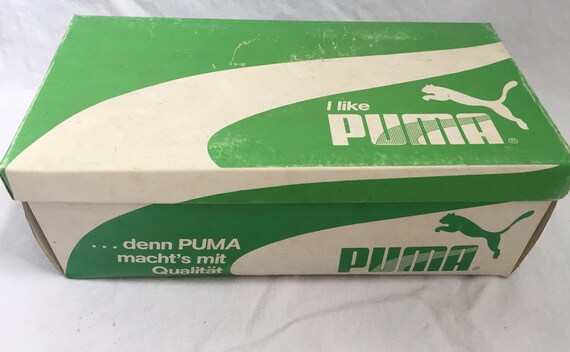 I like
PUMA®
... denn PUMA
macht's mit
Qualität
PUMA®